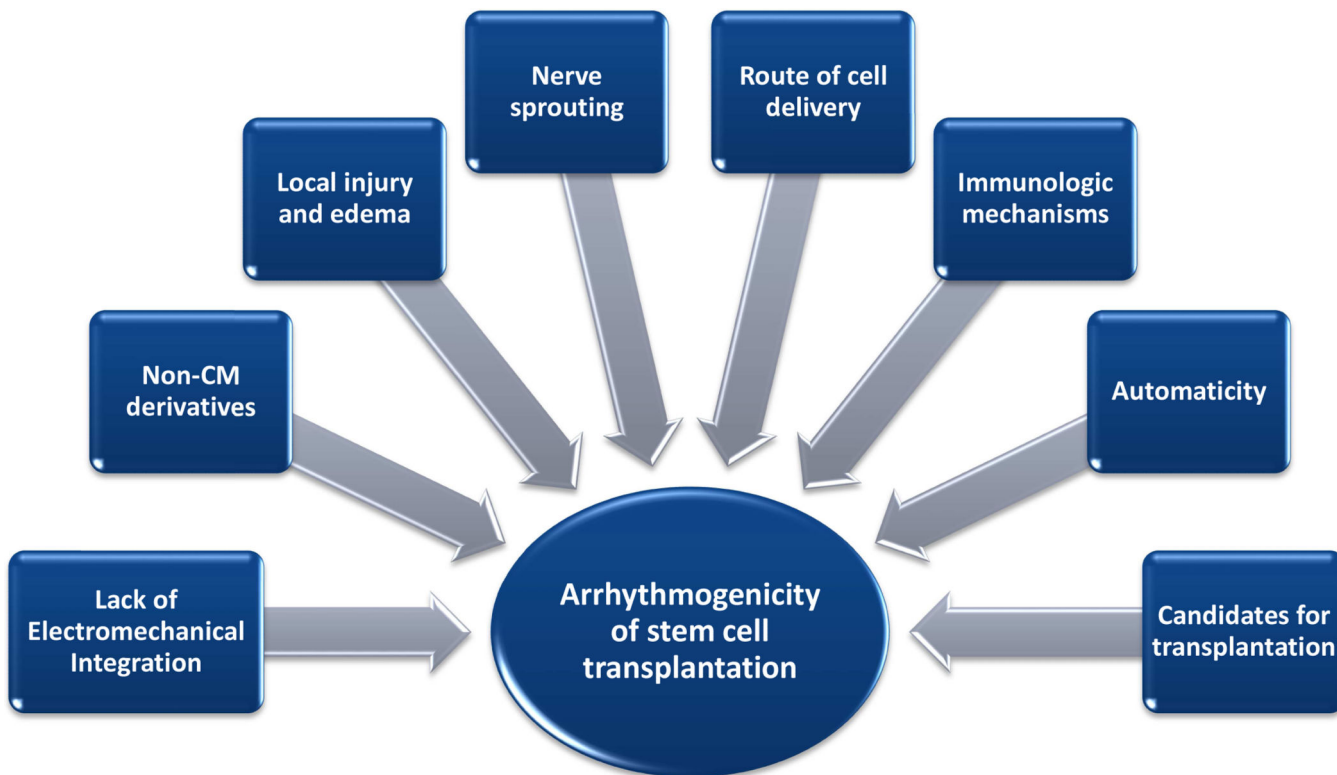 Nerve
sprouting
Route of cell
delivery
Local injury
and edema
Immunologic
mechanisms
Non-CM
derivatives
Automaticity
Lack of
Electromechanical
Integration
Arrhythmogenicity
of stem cell
transplantation
Candidates for
transplantation